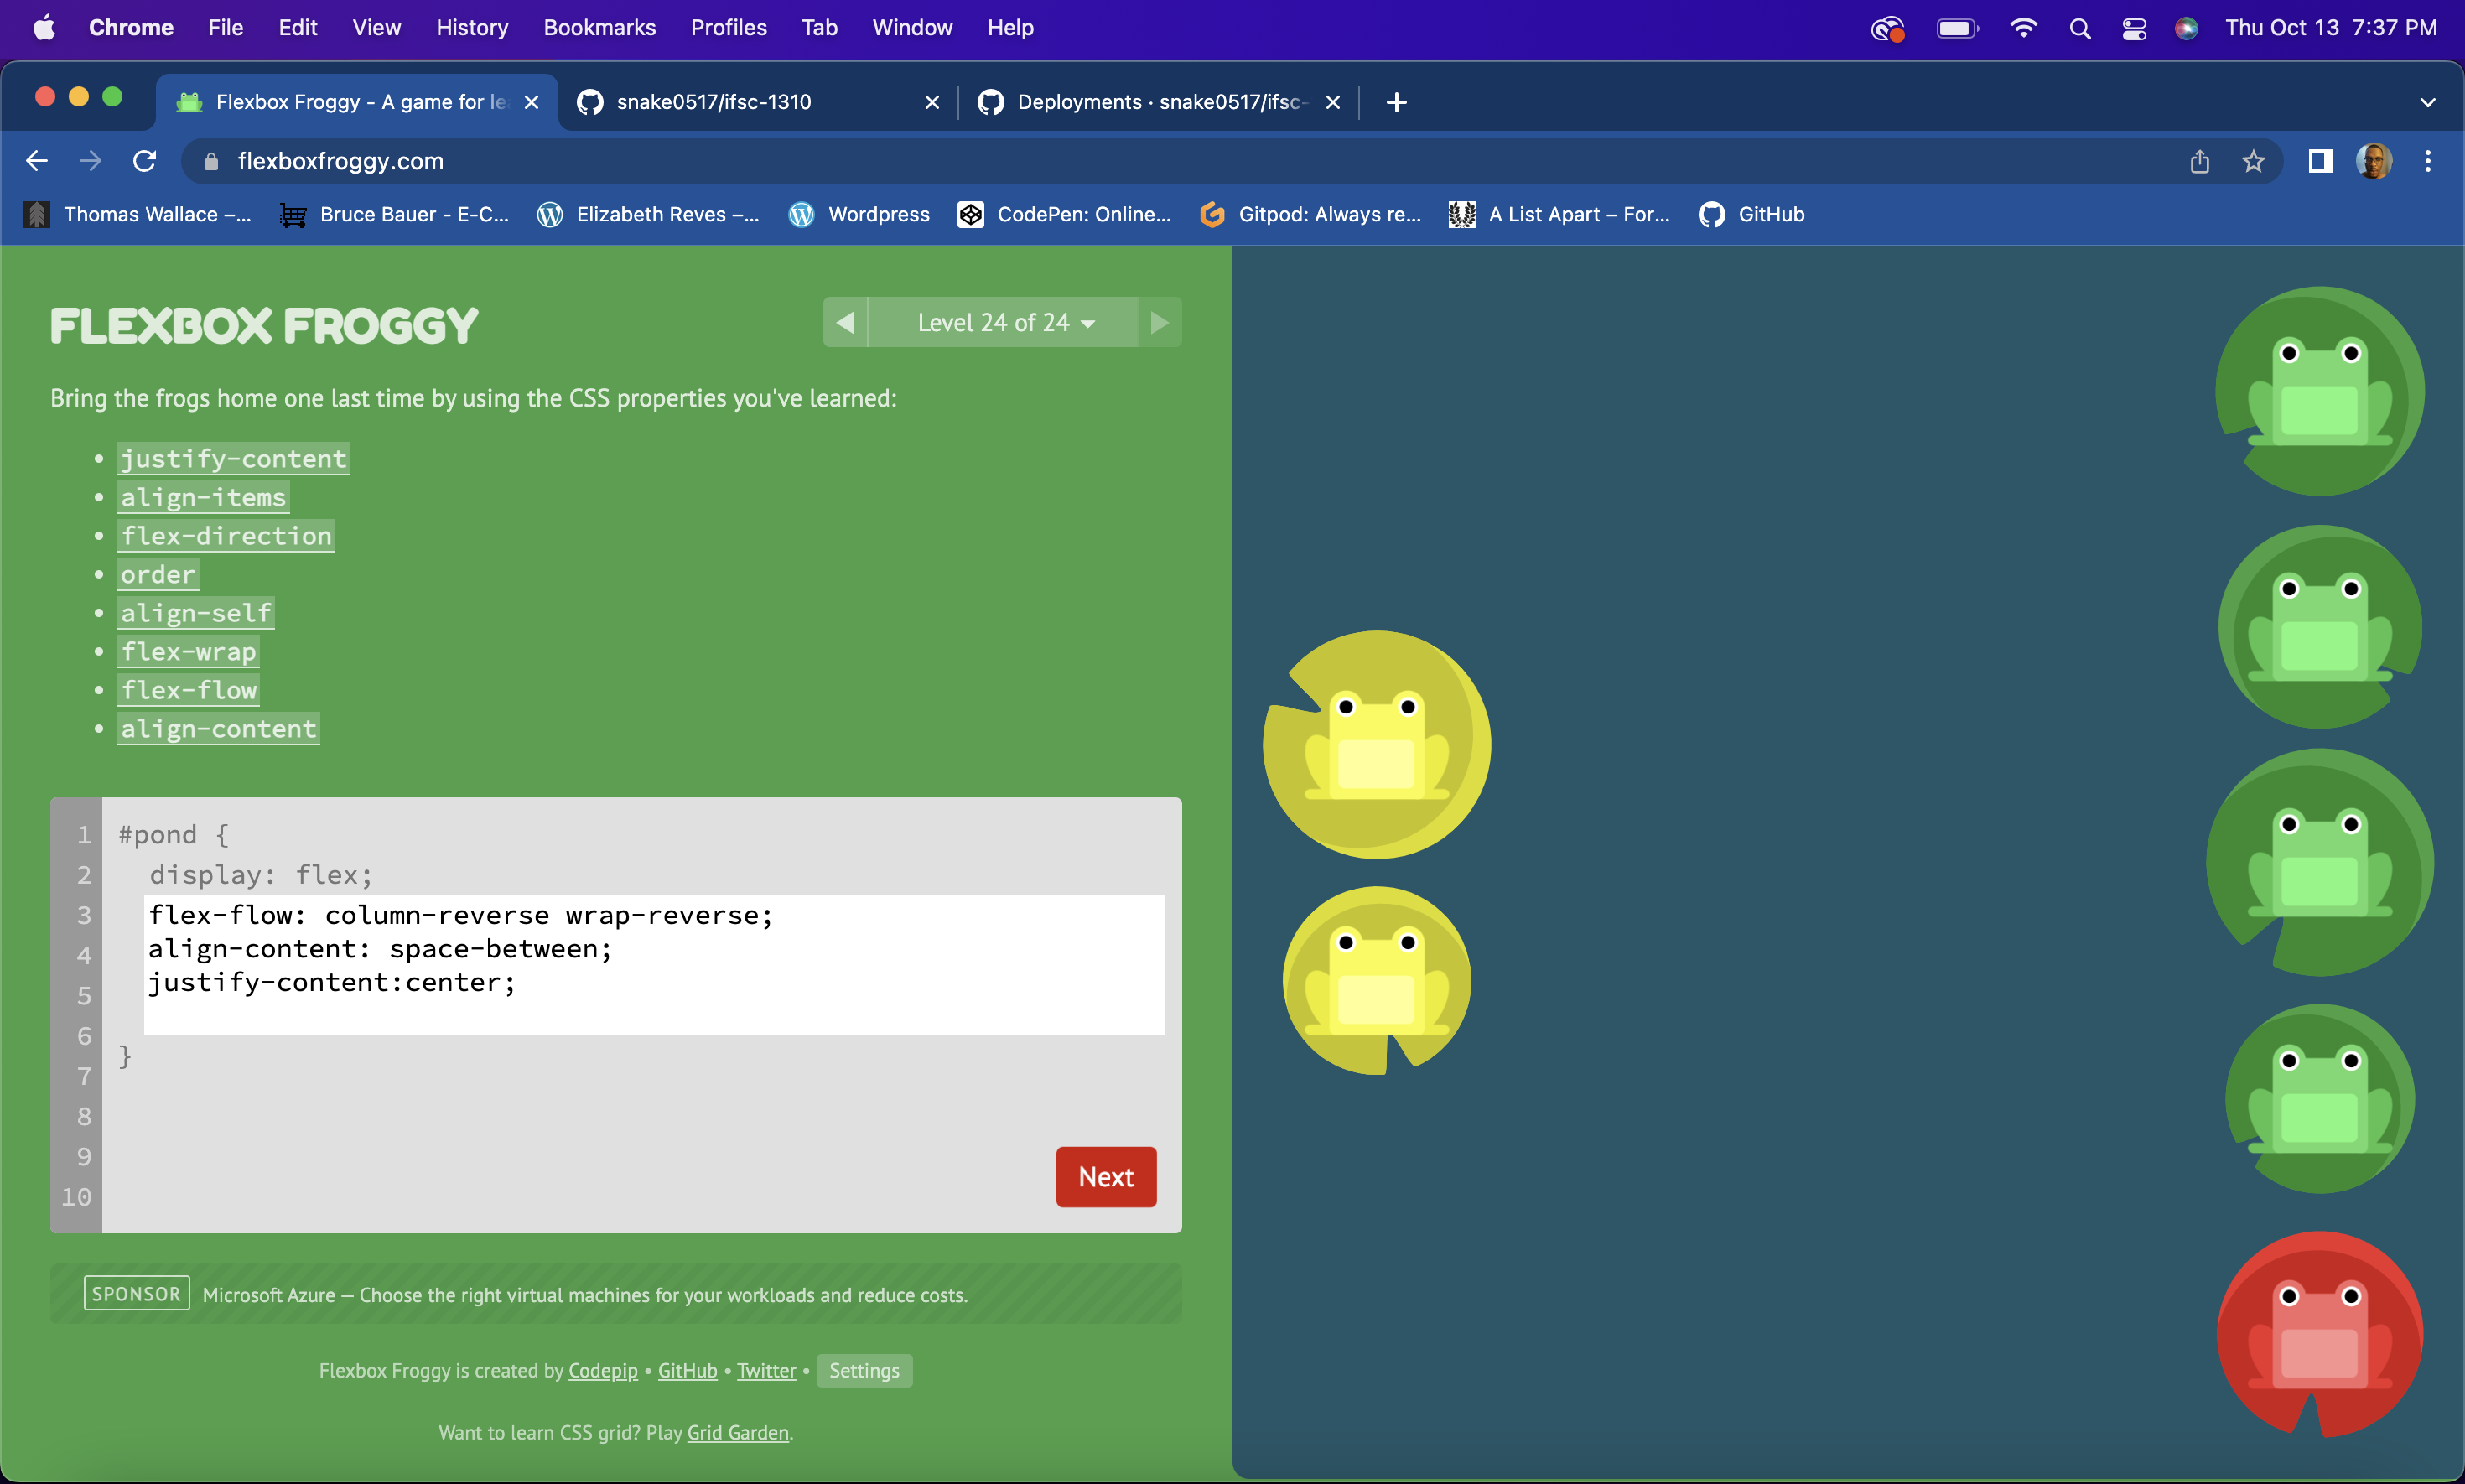 Chrome File Edit View History Bookmarks Profiles Tab Window Help Thu Oct 13 7:37 PM
Flexbox Froggy - A game for le snake0517/ifsc-1310 Deployments · snake0517/ifsc-
flexboxfroggy.com
Thomas Wallace –... Bruce Bauer - E-C... Elizabeth Reves –... Wordpress CodePen: Online... Gitpod: Always re... A List Apart – For... GitHub
FLEXBOX FROGGY
Level 24 of 24
Bring the frogs home one last time by using the CSS properties you've learned:
• justify-content
• align-items
• flex-direction
• order
• align-self
• flex-wrap
• flex-flow
• align-content
1 #pond {
2 display: flex;
3 flex-flow: column-reverse wrap-reverse;
4 align-content: space-between;
5 justify-content:center;
6 }
7
8
9
10
Next
SPONSOR Microsoft Azure — Choose the right virtual machines for your workloads and reduce costs.
Flexbox Froggy is created by Codepip • GitHub • Twitter • Settings
Want to learn CSS grid? Play Grid Garden.